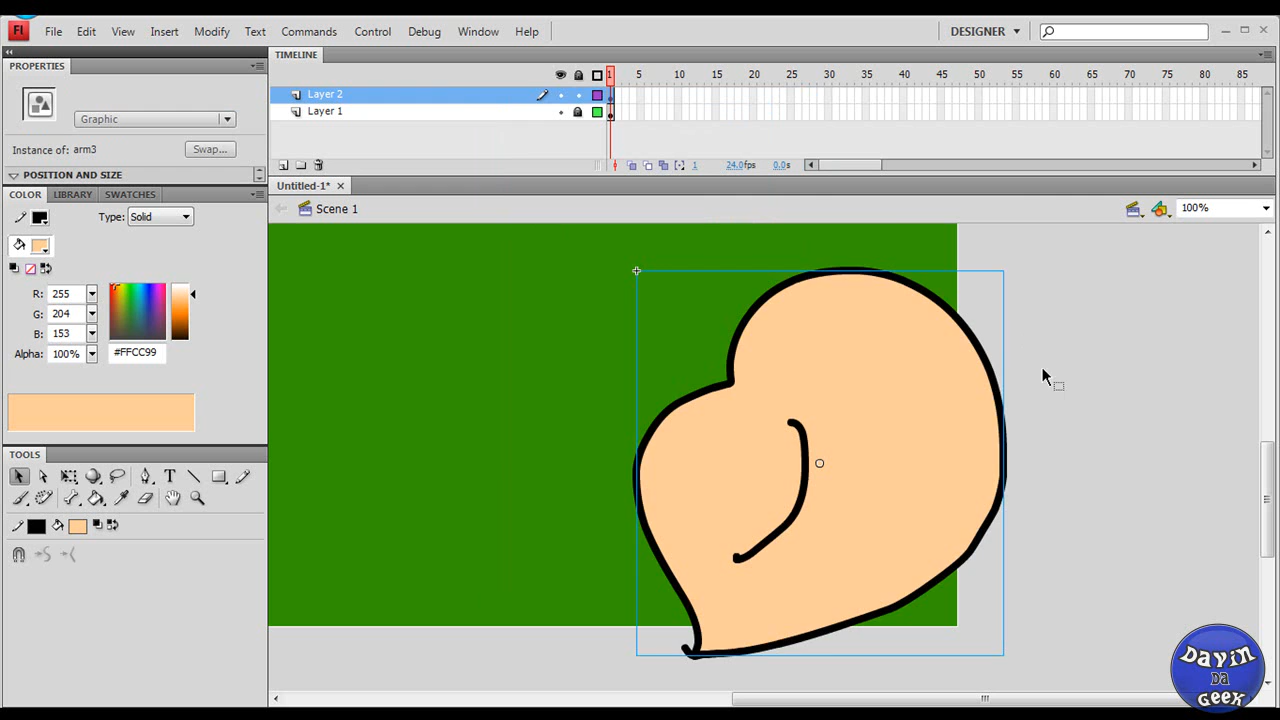 Fl File Edit View Insert Modify Text Commands Control Debug Window Help DESIGNER
PROPERTIES
Graphic
Instance of: arm3 Swap...
POSITION AND SIZE
TIMELINE
1 5 10 15 20 25 30 35 40 45 50 55 60 65 70 75 80 85
Layer 2
Layer 1
1 24.0fps 0.0s
Untitled-1*
Scene 1 100%
COLOR LIBRARY SWATCHES
Type: Solid
R: 255
G: 204
B: 153
Alpha: 100% #FFCC99
TOOLS
T
DAYIN
DA
GEEK